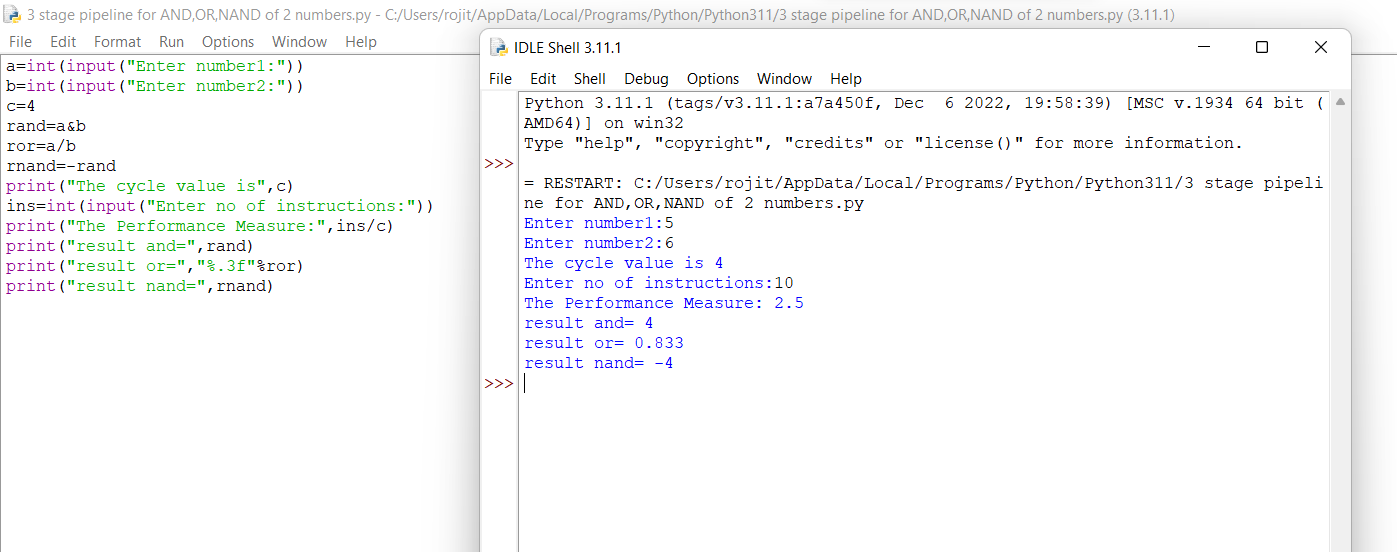 3 stage pipeline for AND,OR,NAND of 2 numbers.py - C:/Users/rojit/AppData/Local/Programs/Python/Python311/3 stage pipeline for AND,OR,NAND of 2 numbers.py (3.11.1)
File Edit Format Run Options Window Help
a=int(input("Enter number1:"))
b=int(input("Enter number2:"))
c=4
rand=a&b
ror=a/b
rnand=-rand
print("The cycle value is",c)
ins=int(input("Enter no of instructions:"))
print("The Performance Measure:",ins/c)
print("result and=",rand)
print("result or=","%.3f"%ror)
print("result nand=",rnand)
IDLE Shell 3.11.1
File Edit Shell Debug Options Window Help
Python 3.11.1 (tags/v3.11.1:a7a450f, Dec  6 2022, 19:58:39) [MSC v.1934 64 bit (
AMD64)] on win32
Type "help", "copyright", "credits" or "license()" for more information.
>>>
= RESTART: C:/Users/rojit/AppData/Local/Programs/Python/Python311/3 stage pipeli
ne for AND,OR,NAND of 2 numbers.py
Enter number1:5
Enter number2:6
The cycle value is 4
Enter no of instructions:10
The Performance Measure: 2.5
result and= 4
result or= 0.833
result nand= -4
>>>